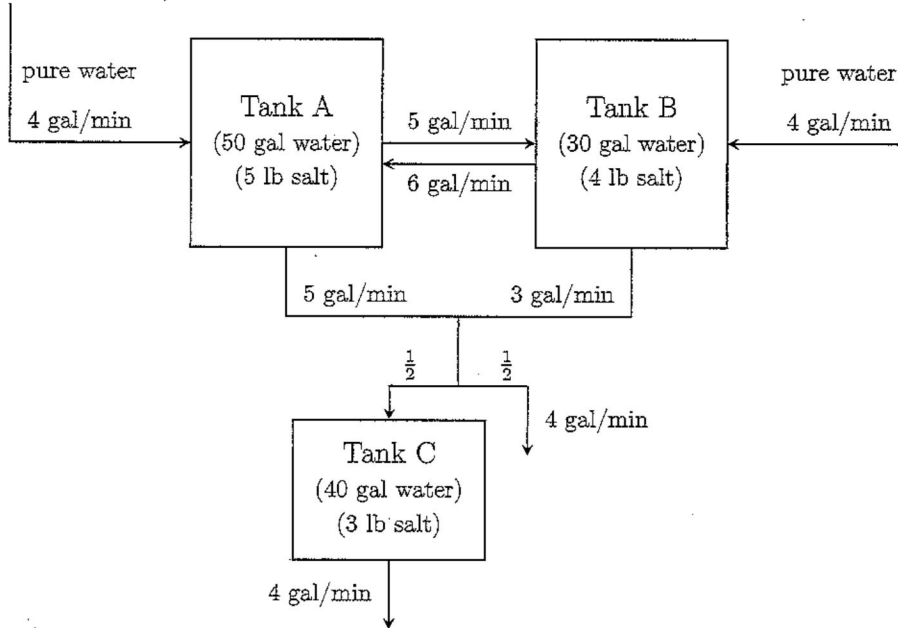 pure water
4 gal/min
Tank A
(50 gal water)
(5 lb salt)
5 gal/min
6 gal/min
Tank B
(30 gal water)
(4 lb salt)
pure water
4 gal/min
5 gal/min
3 gal/min
1/2
1/2
4 gal/min
Tank C
(40 gal water)
(3 lb salt)
4 gal/min